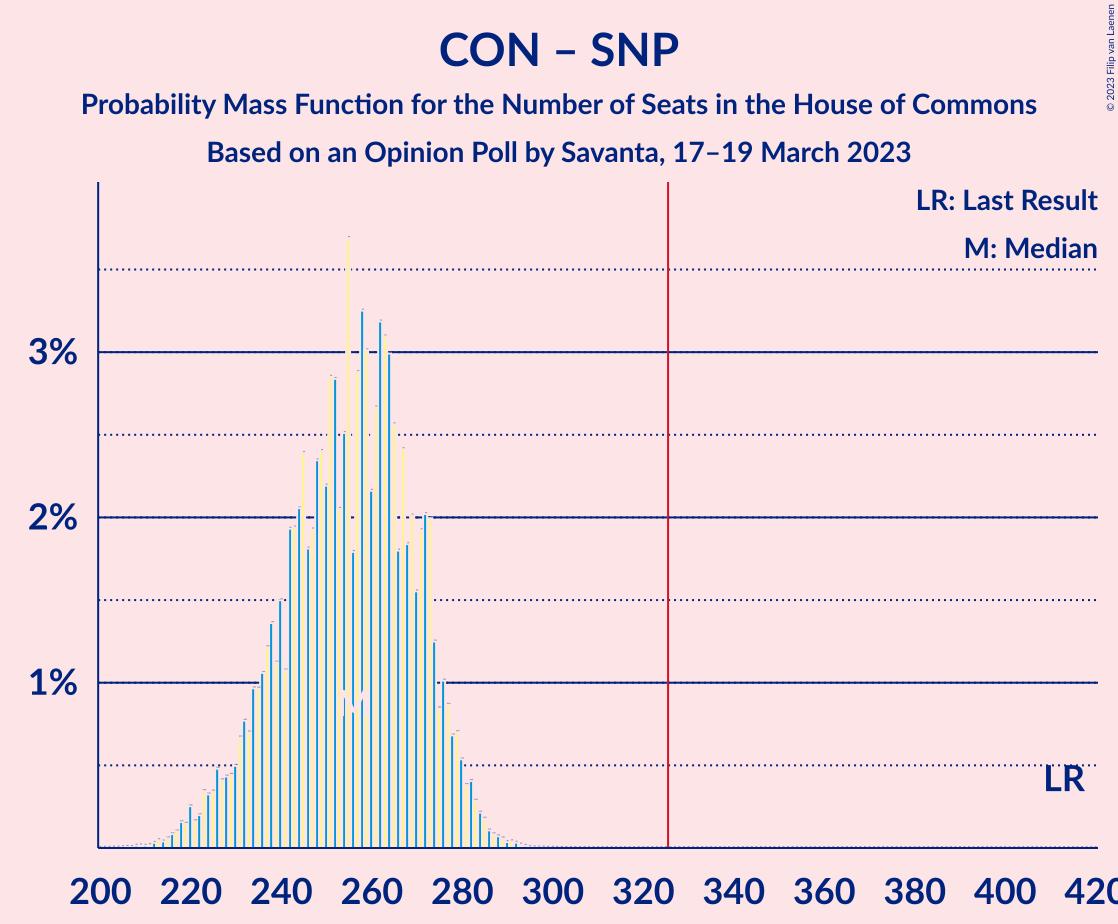 CON – SNP
Probability Mass Function for the Number of Seats in the House of Commons
Based on an Opinion Poll by Savanta, 17–19 March 2023
© 2023 Filip van Laenen
LR: Last Result
M: Median
3%
2%
1%
M
LR
200 220 240 260 280 300 320 340 360 380 400 420